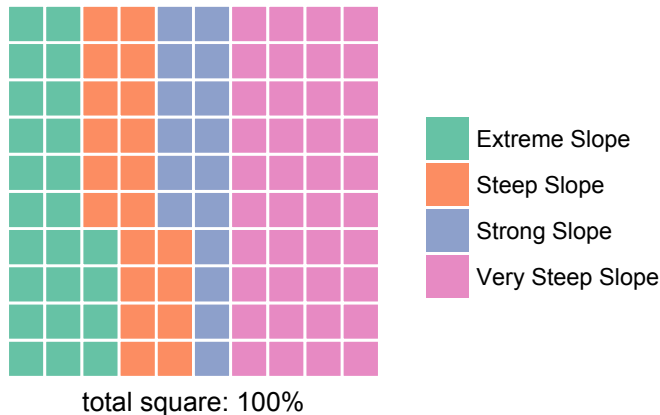 Extreme Slope
Steep Slope
Strong Slope
Very Steep Slope
total square: 100%